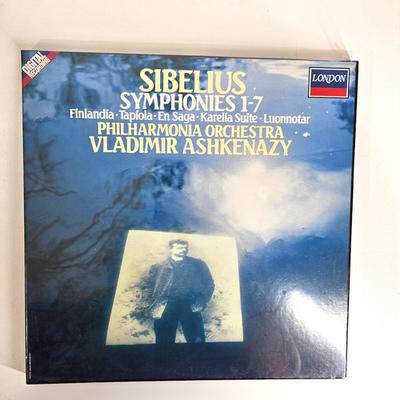 DIGITAL
RECORDING
SIBELIUS
LONDON
SYMPHONIES 1-7
Finlandia · Tapiola · En Saga · Karelia Suite · Luonnotar
PHILHARMONIA ORCHESTRA
VLADIMIR ASHKENAZY